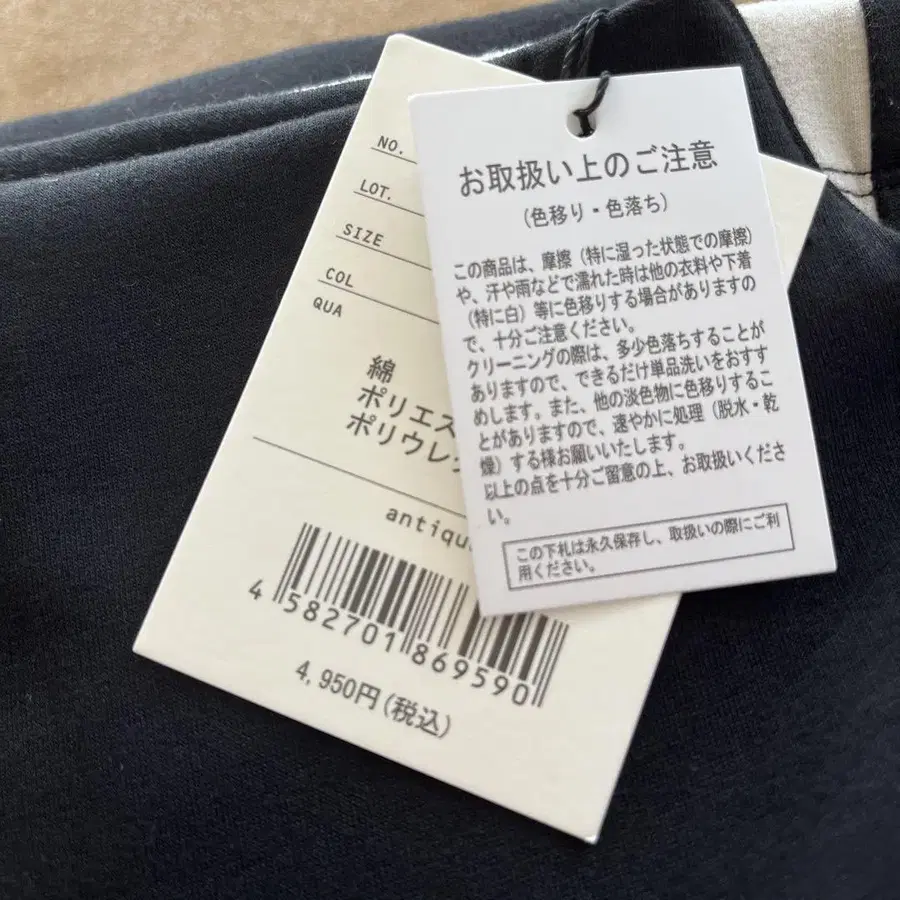 NO.
LOT.
SIZE
COL
QUA
綿
ポリエス
ポリウレ
antiqu
4 582701 869590
4,950円(税込)
お取扱い上のご注意
(色移り・色落ち)
この商品は、摩擦(特に湿った状態での摩擦)
や、汗や雨などで濡れた時は他の衣料や下着
(特に白)等に色移りする場合がありますの
で、十分ご注意ください。
クリーニングの際は、多少色落ちすることが
ありますので、できるだけ単品洗いをおすす
めします。また、他の淡色物に色移りするこ
とがありますので、速やかに処理(脱水・乾
燥)する様お願いいたします。
以上の点を十分ご留意の上、お取扱いくださ
い。
この下札は永久保存し、取扱いの際にご利
用ください。